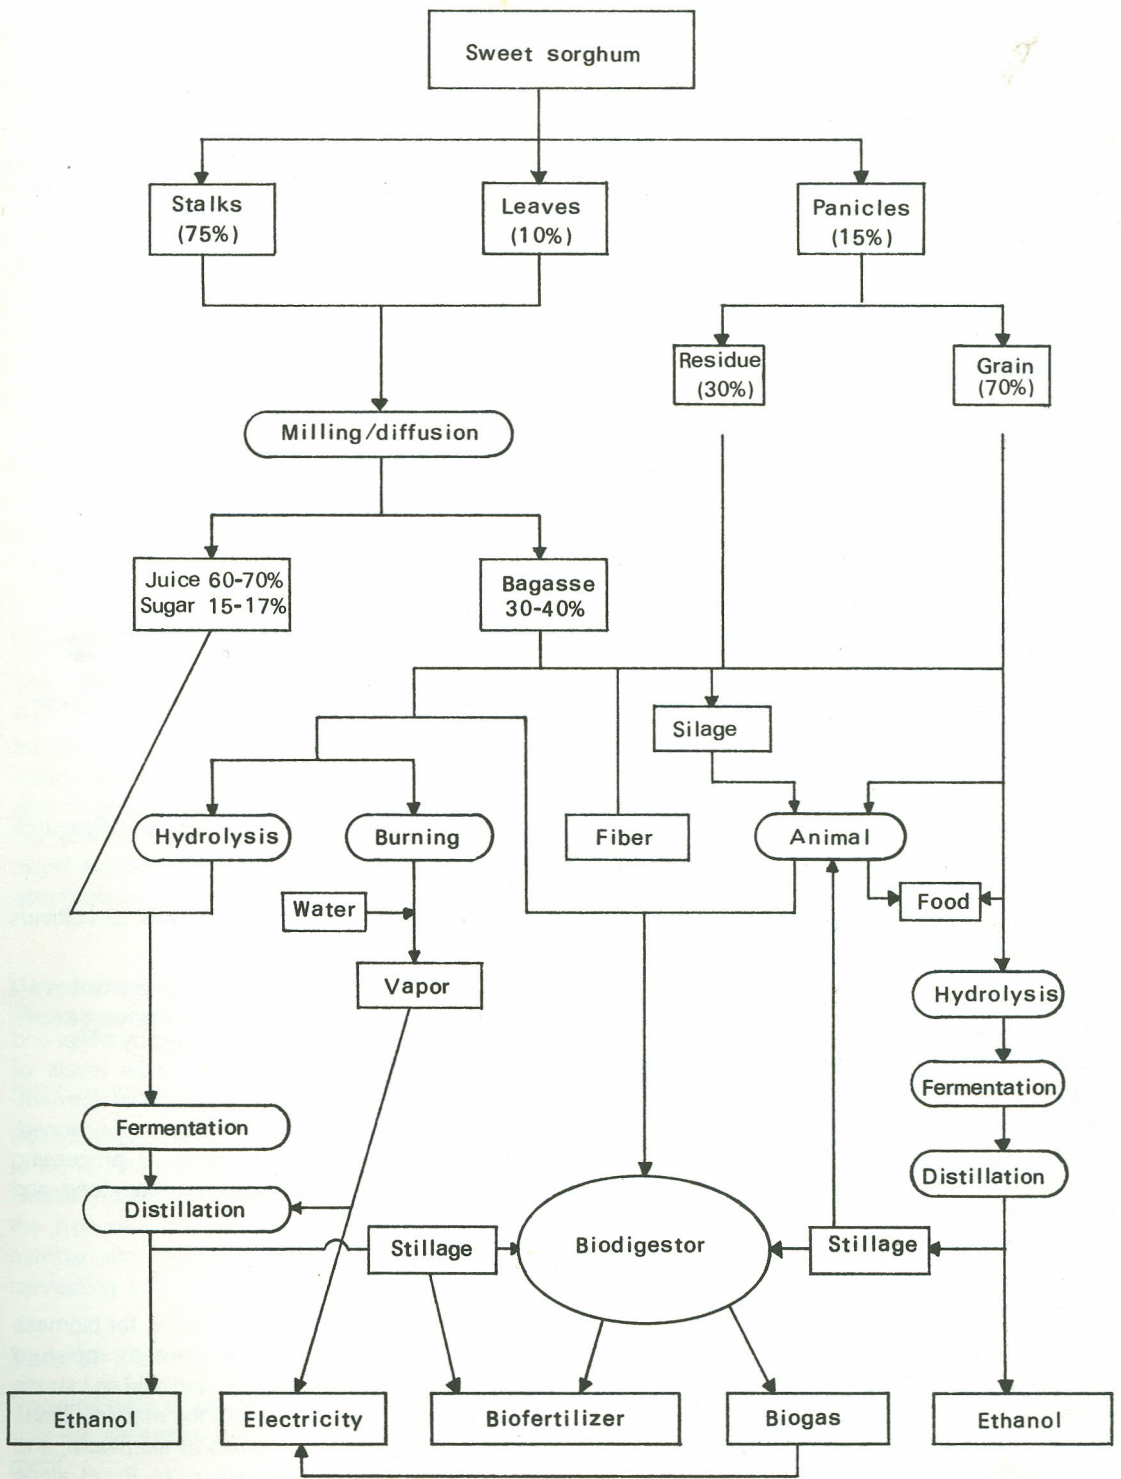 Sweet sorghum
Stalks
(75%)
Leaves
(10%)
Panicles
(15%)
Residue
(30%)
Grain
(70%)
Milling/diffusion
Juice 60-70%
Sugar 15-17%
Bagasse
30-40%
Silage
Hydrolysis
Burning
Fiber
Animal
Water
Food
Vapor
Hydrolysis
Fermentation
Fermentation
Distillation
Distillation
Stillage
Biodigestor
Stillage
Ethanol
Electricity
Biofertilizer
Biogas
Ethanol